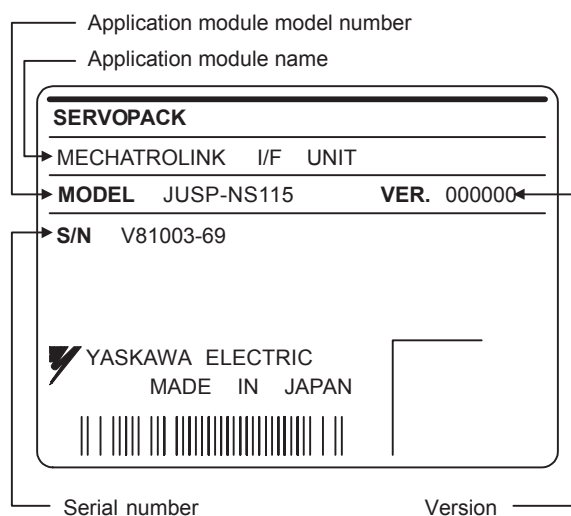 Application module model number
Application module name
SERVOPACK
MECHATROLINK I/F UNIT
MODEL JUSP-NS115 VER. 000000
S/N V81003-69
YASKAWA ELECTRIC
MADE IN JAPAN
Serial number Version